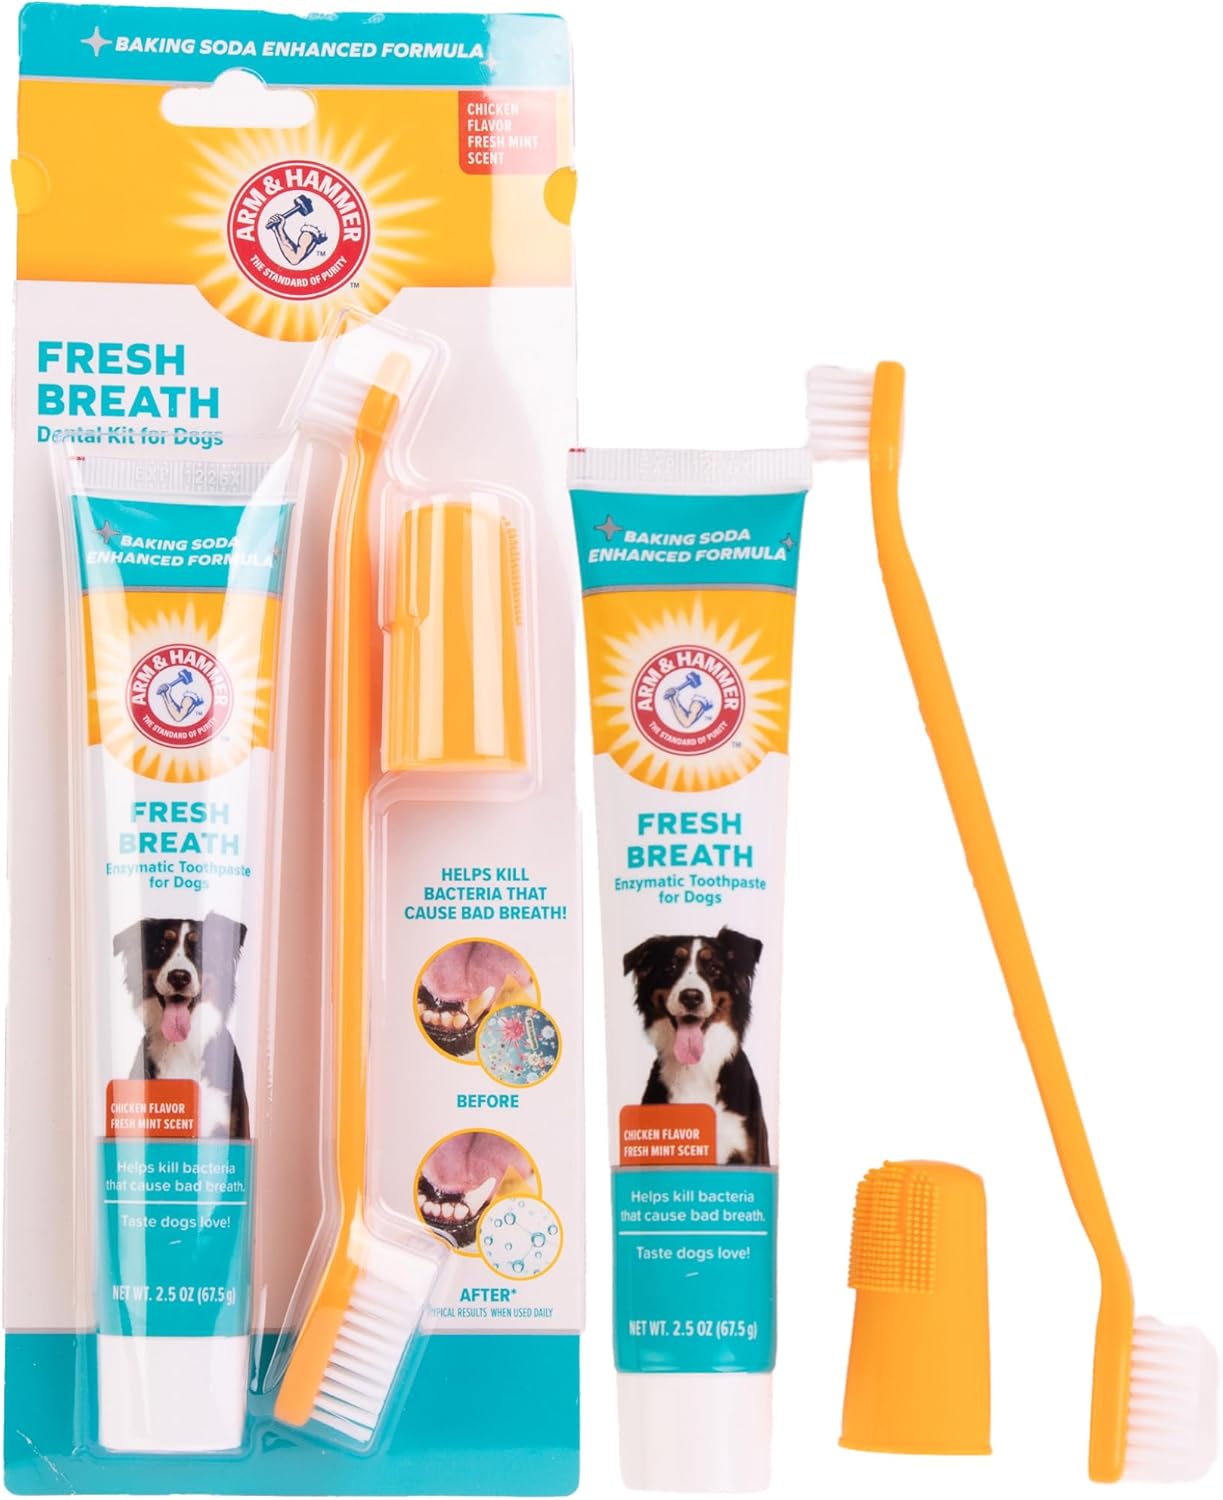 BAKING SODA ENHANCED FORMULA
CHICKEN
FLAVOR
FRESH MINT
SCENT
ARM & HAMMER
THE STANDARD OF PURITY
TM
TM
FRESH
BREATH
Dental Kit for Dogs
BAKING SODA
ENHANCED FORMULA
ARM & HAMMER
THE STANDARD OF PURITY
TM
FRESH
BREATH
Enzymatic Toothpaste
for Dogs
CHICKEN FLAVOR
FRESH MINT SCENT
Helps kill bacteria
that cause bad breath.
Taste dogs love!
NET WT. 2.5 OZ (67.5 g)
HELPS KILL
BACTERIA THAT
CAUSE BAD BREATH!
BEFORE
AFTER*
RESULTS WHEN USED DAILY
BAKING SODA
ENHANCED FORMULA
ARM & HAMMER
THE STANDARD OF PURITY
TM
FRESH
BREATH
Enzymatic Toothpaste
for Dogs
CHICKEN FLAVOR
FRESH MINT SCENT
Helps kill bacteria
that cause bad breath.
Taste dogs love!
NET WT. 2.5 OZ (67.5 g)